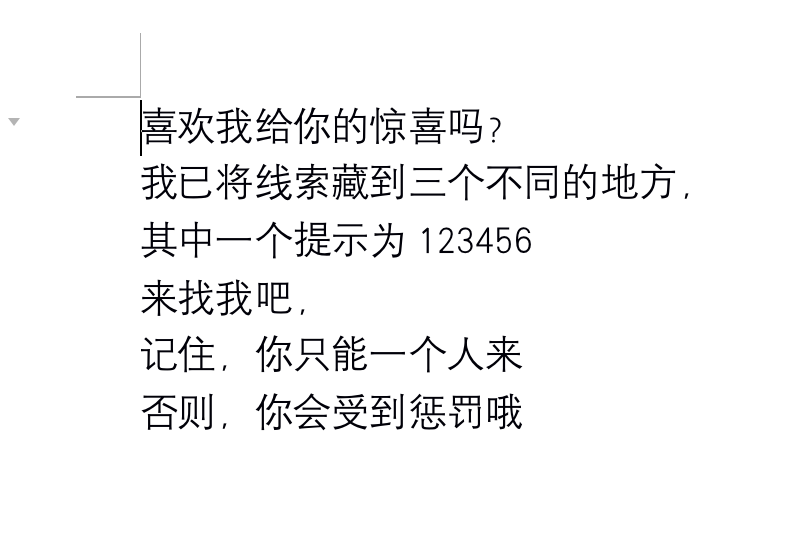 喜欢我给你的惊喜吗？
我已将线索藏到三个不同的地方，
其中一个提示为 123456
来找我吧，
记住，你只能一个人来
否则，你会受到惩罚哦